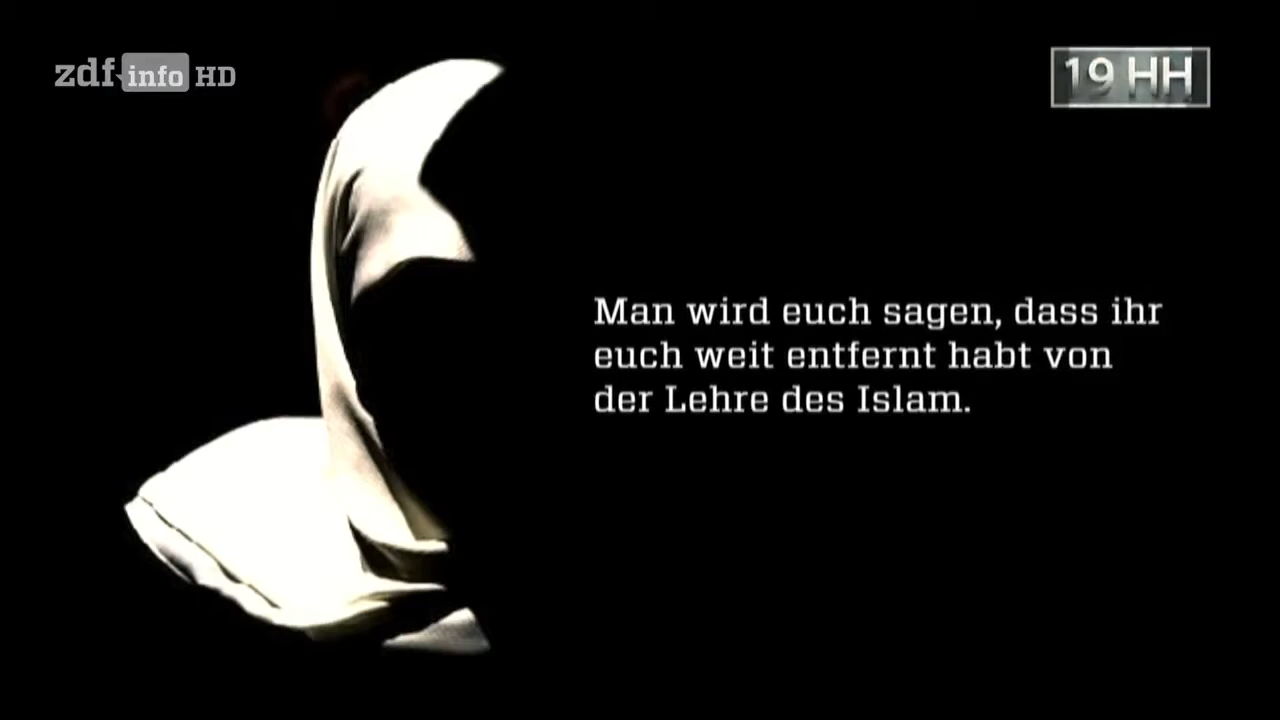 zdf info HD
19 HH
Man wird euch sagen, dass ihr
euch weit entfernt habt von
der Lehre des Islam.